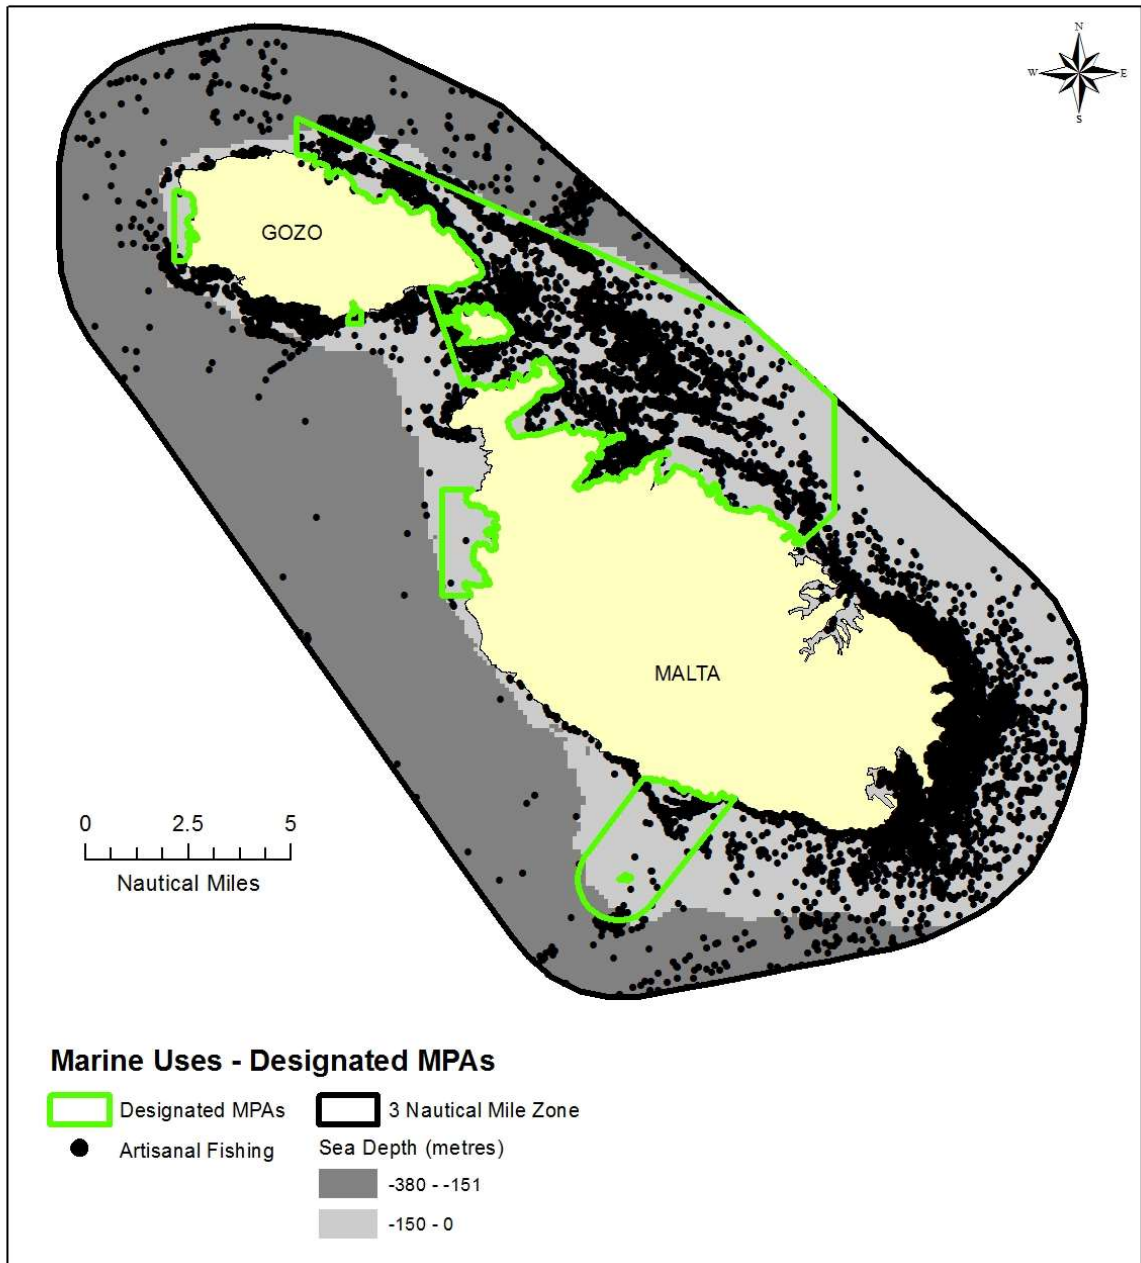 N
W E
S
GOZO
MALTA
0 2.5 5
Nautical Miles
Marine Uses - Designated MPAs
Designated MPAs 3 Nautical Mile Zone
Artisanal Fishing Sea Depth (metres)
-380 - -151
-150 - 0